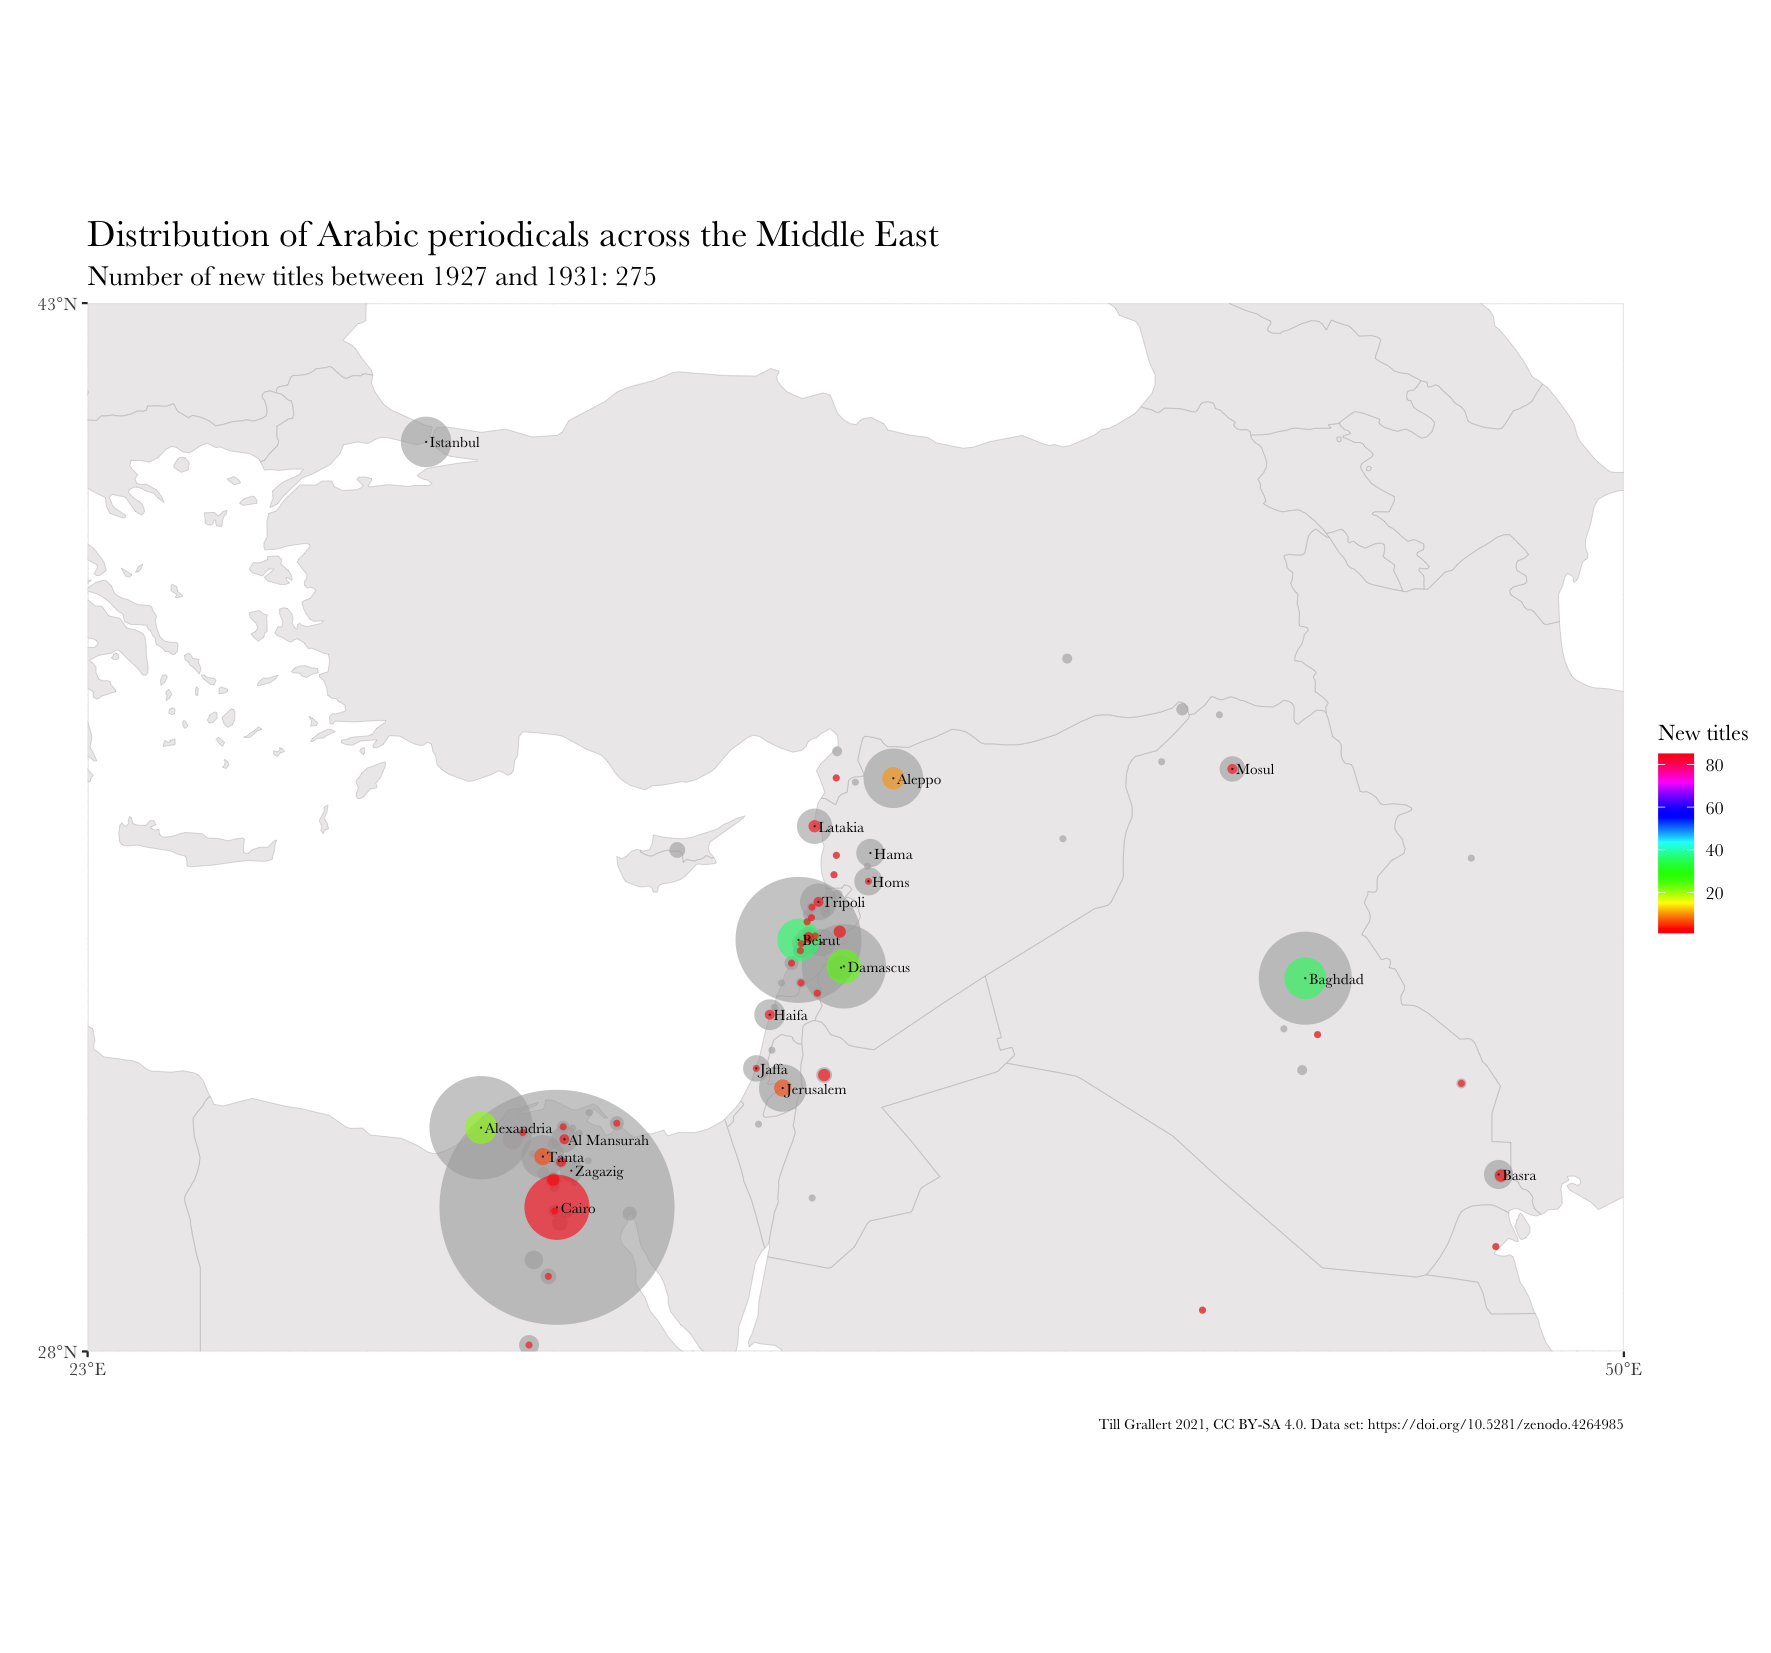 Distribution of Arabic periodicals across the Middle East
Number of new titles between 1927 and 1931: 275
43°N
Istanbul
New titles
80
60
40
20
Aleppo
Mosul
Latakia
Hama
Homs
Tripoli
Beirut
Damascus
Baghdad
Haifa
Jaffa
Jerusalem
Alexandria
Al Mansurah
Tanta
Zagazig
Basra
Cairo
28°N
23°E
50°E
Till Grallert 2021, CC BY-SA 4.0. Data set: https://doi.org/10.5281/zenodo.4264985